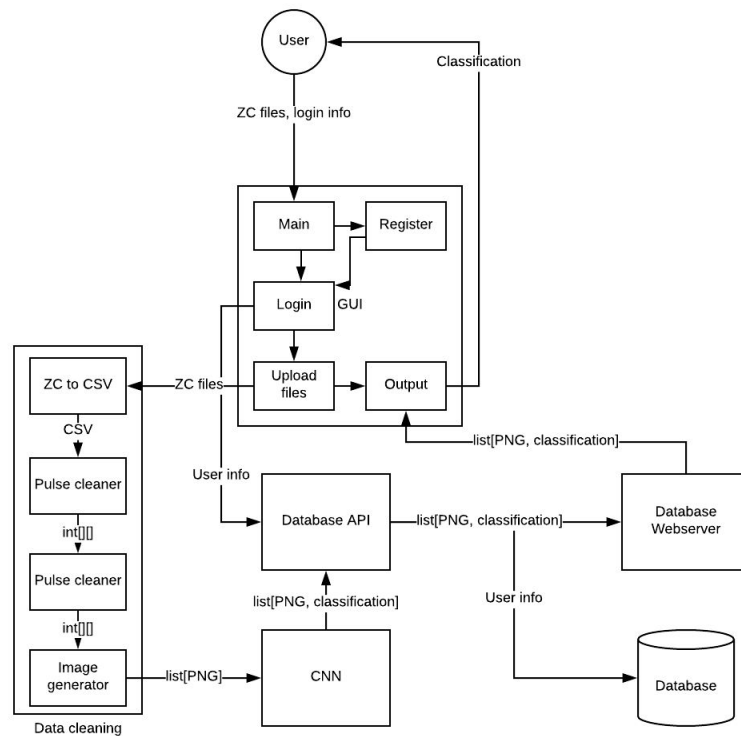 User
Classification
ZC files, login info
Main
Register
Login
GUI
ZC to CSV
ZC files
Upload
files
Output
CSV
list[PNG, classification]
Pulse cleaner
User info
Database API
list[PNG, classification]
Database
Webserver
int[][]
Pulse cleaner
list[PNG, classification]
User info
int[][]
Image
generator
list[PNG]
CNN
Database
Data cleaning